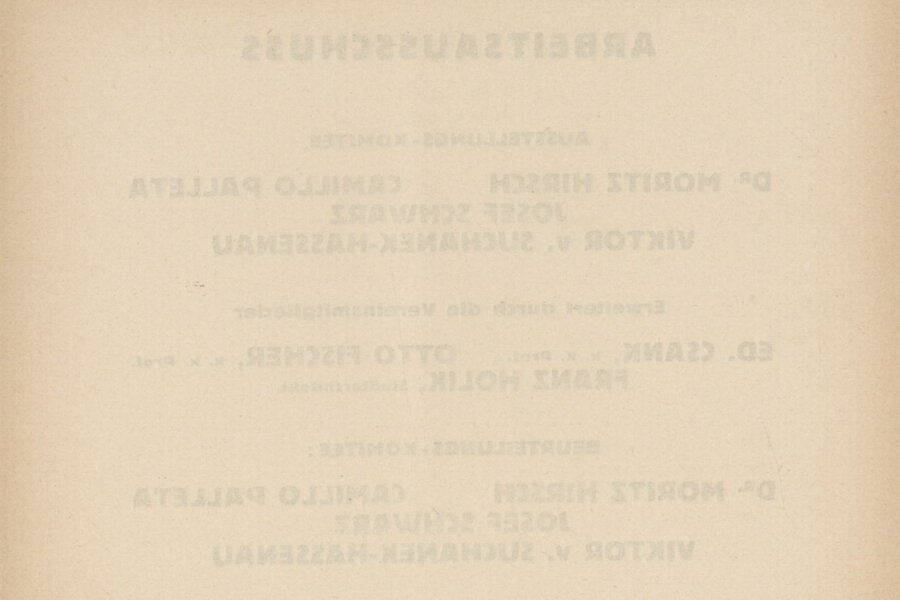 ARBEITSAUSSCHUSS
AUSSTELLUNGS-KOMITEE
DR MORITZ HIRSCH CAMILLO PALLETA
JOSEF SCHWARZ
VIKTOR v. SUCHANEK-HASSENAU
Erweitert durch die Vereinsmitglieder
ED. CSANK, k. k. Prof. OTTO FISCHER, k. k. Prof.
FRANZ HOLIK, Stadtarchitekt.
BEURTEILUNGS-KOMITEE:
DR MORITZ HIRSCH CAMILLO PALLETA
JOSEF SCHWARZ
VIKTOR v. SUCHANEK-HASSENAU